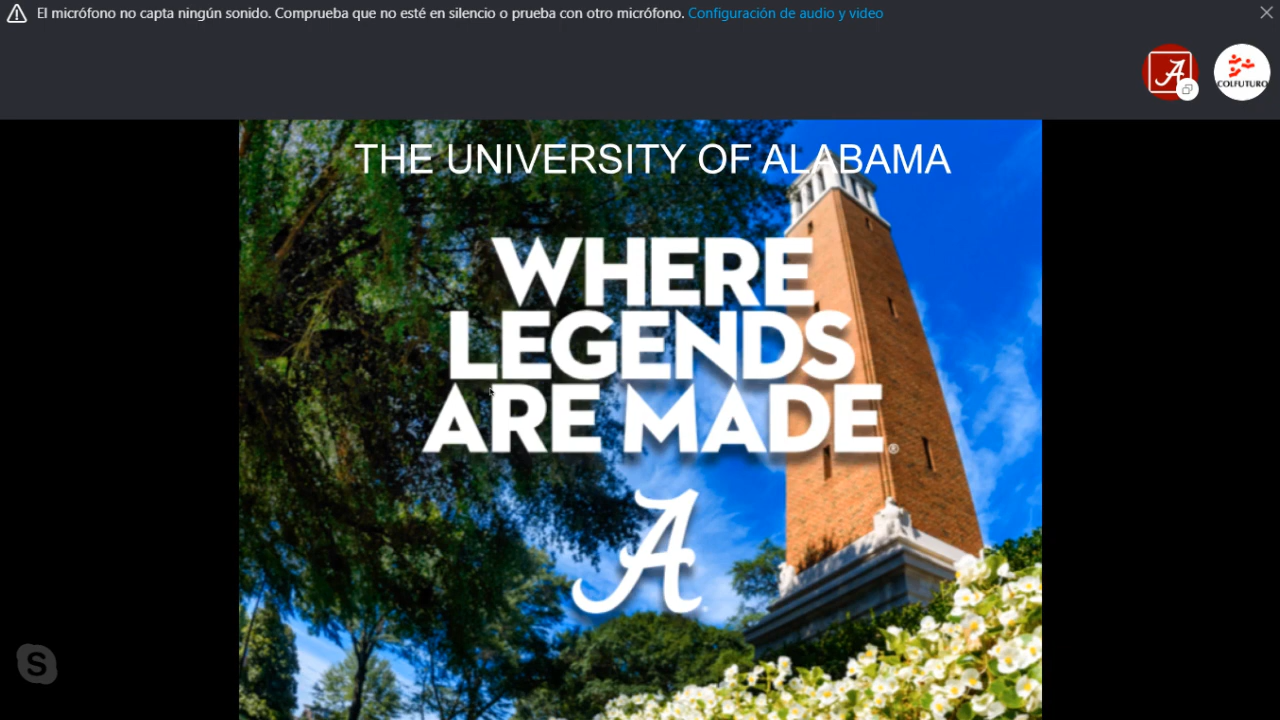 El micrófono no capta ningún sonido. Comprueba que no esté en silencio o prueba con otro micrófono. Configuración de audio y video
A
COLFUTURO
THE UNIVERSITY OF ALABAMA
WHERE
LEGENDS
ARE MADE®
A
S